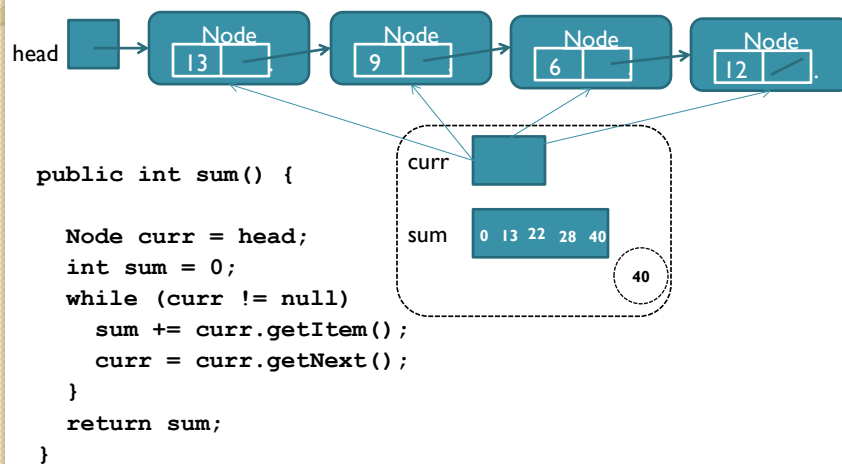 Node Node Node Node
head 13 9 6 12
curr
public int sum() {
Node curr = head;
int sum = 0;
while (curr != null)
sum += curr.getItem();
curr = curr.getNext();
}
return sum;
}
sum 0 13 22 28 40
40